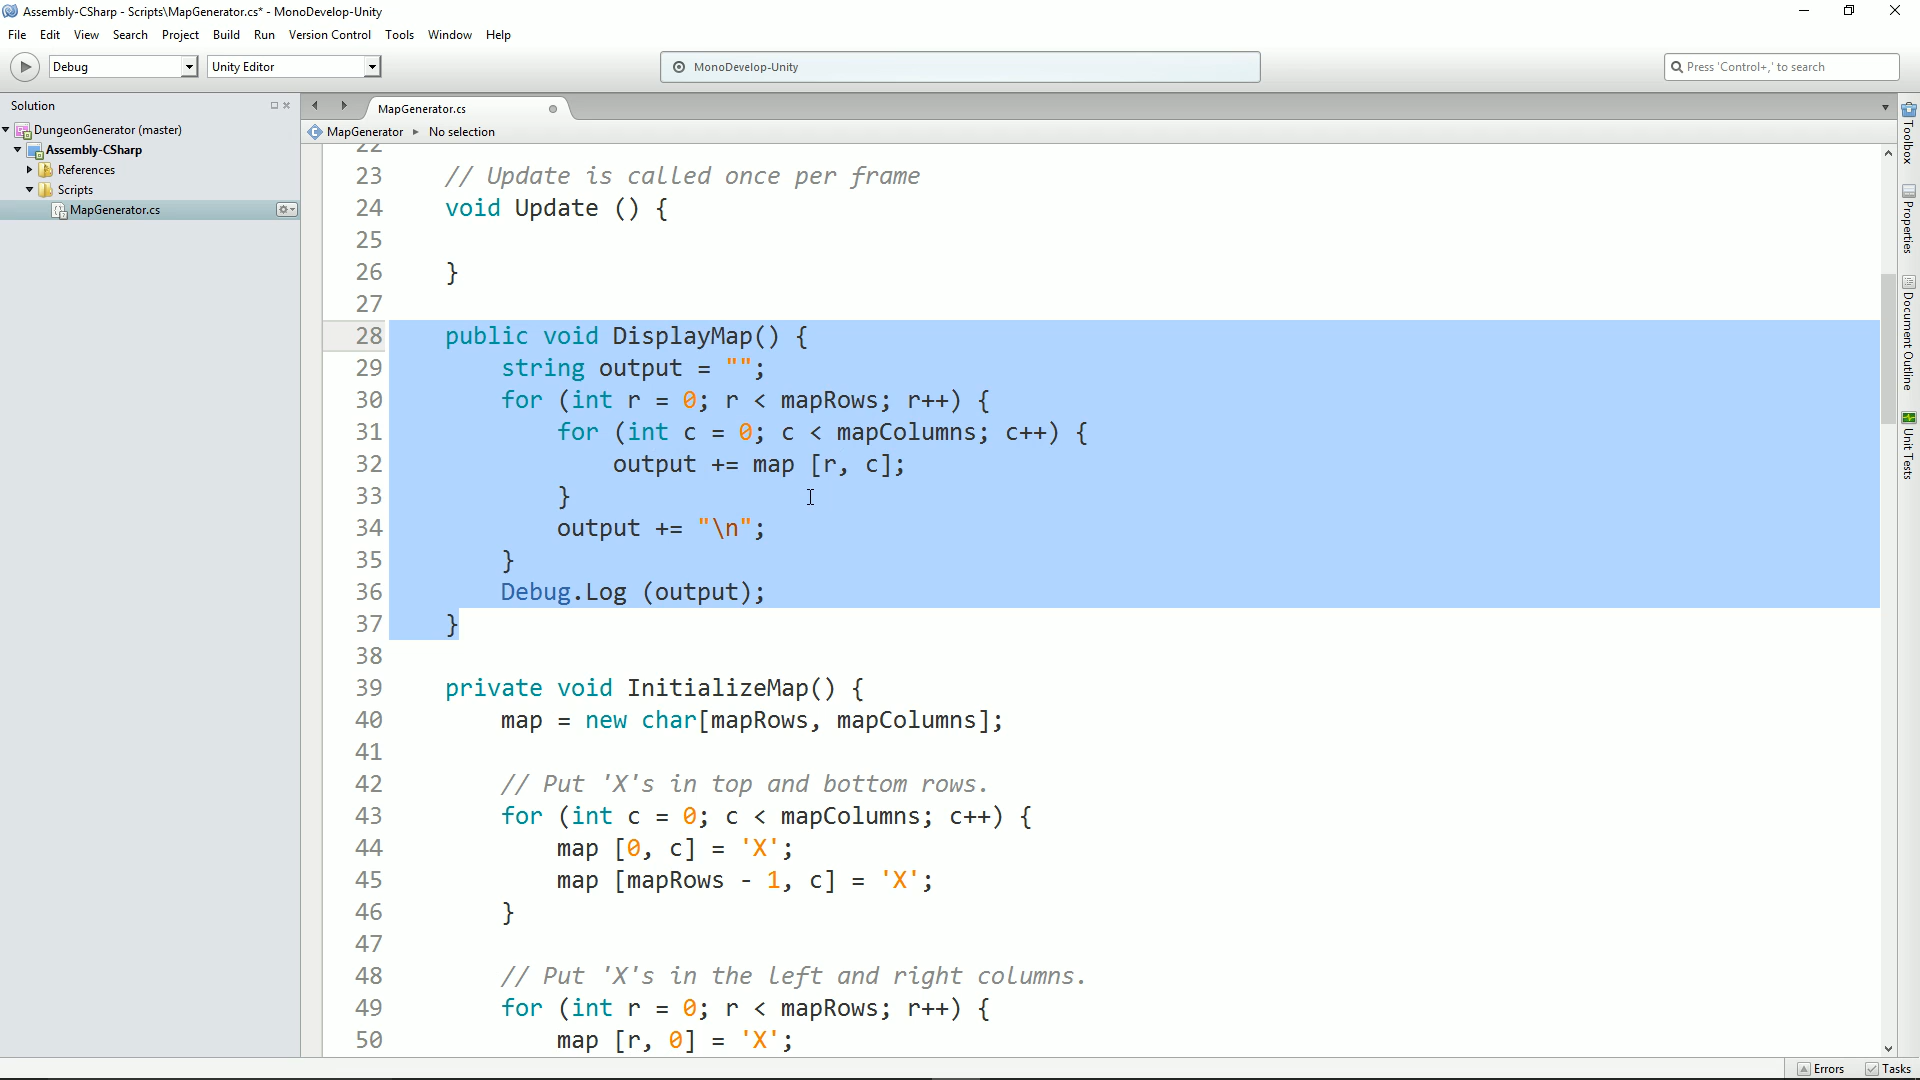 Assembly-CSharp - Scripts\MapGenerator.cs* - MonoDevelop-Unity
File Edit View Search Project Build Run Version Control Tools Window Help
Debug Unity Editor MonoDevelop-Unity Press 'Control+,' to search
Solution
DungeonGenerator (master)
Assembly-CSharp
References
Scripts
MapGenerator.cs
MapGenerator.cs
MapGenerator No selection
22
23 // Update is called once per frame
24 void Update () {
25
26 }
27
28 public void DisplayMap() {
29 string output = "";
30 for (int r = 0; r < mapRows; r++) {
31 for (int c = 0; c < mapColumns; c++) {
32 output += map [r, c];
33 }
34 output += "\n";
35 }
36 Debug.Log (output);
37 }
38
39 private void InitializeMap() {
40 map = new char[mapRows, mapColumns];
41
42 // Put 'X's in top and bottom rows.
43 for (int c = 0; c < mapColumns; c++) {
44 map [0, c] = 'X';
45 map [mapRows - 1, c] = 'X';
46 }
47
48 // Put 'X's in the left and right columns.
49 for (int r = 0; r < mapRows; r++) {
50 map [r, 0] = 'X';
Toolbox
Properties
Document Outline
Unit Tests
Errors Tasks